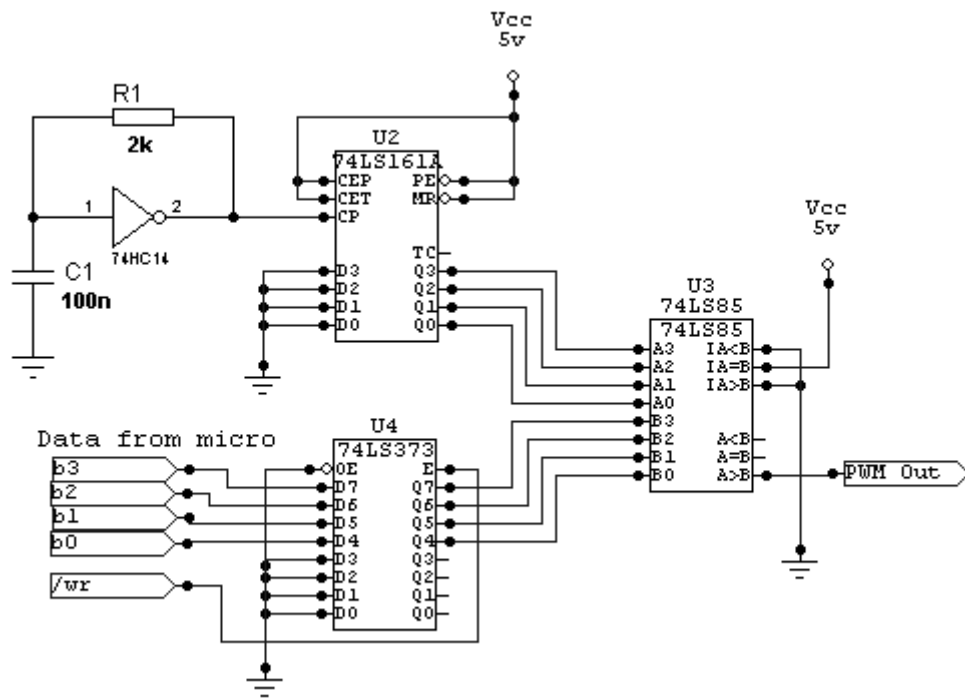 Vcc
5v
R1
2k
1
2
74HC14
C1
100n
U2
74LS161A
CEP
CET
CP
D3
D2
D1
D0
PE
MR
TC
Q3
Q2
Q1
Q0
Vcc
5v
U3
74LS85
74LS85
A3
A2
A1
A0
B3
B2
B1
B0
IA<B
IA=B
IA>B
A<B
A=B
A>B
PWM Out
Data from micro
b3
b2
b1
b0
/wr
U4
74LS373
OE
D7
D6
D5
D4
D3
D2
D1
D0
E
Q7
Q6
Q5
Q4
Q3
Q2
Q1
Q0